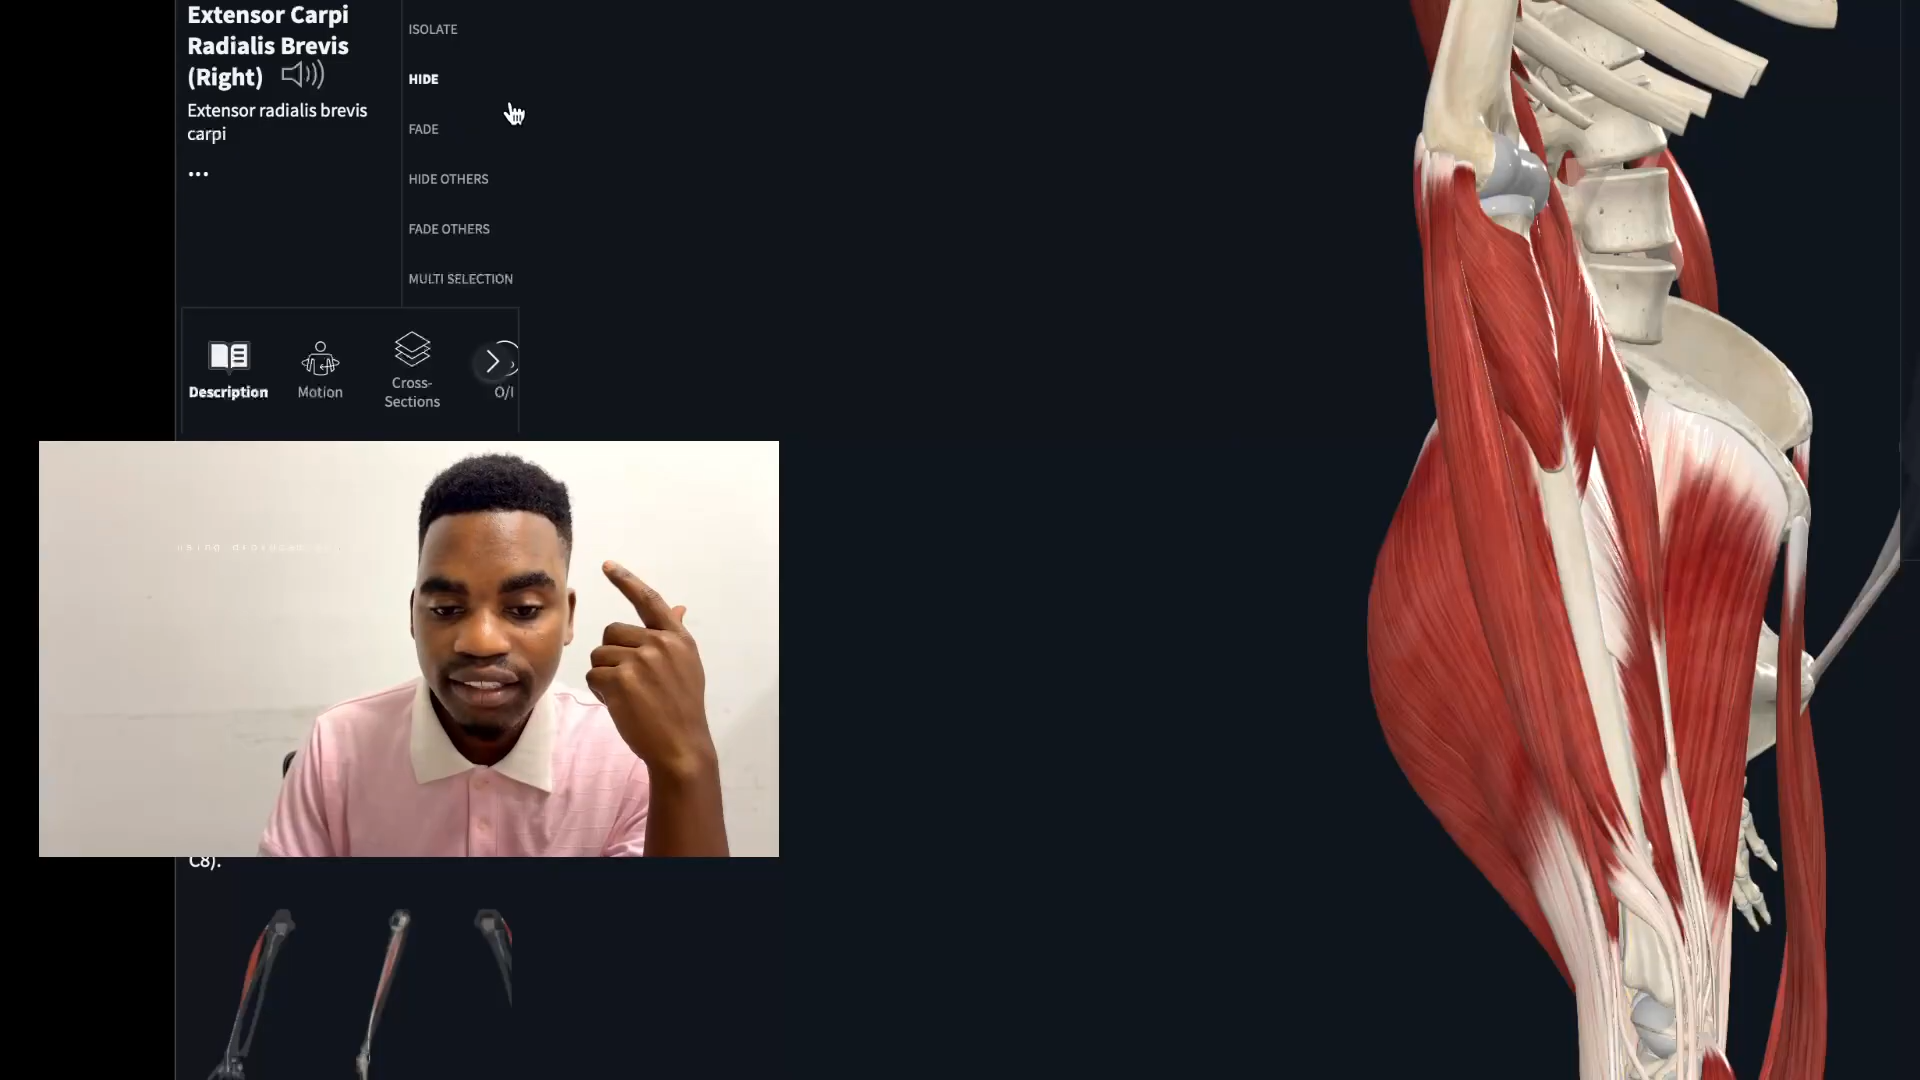 Extensor Carpi
Radialis Brevis
(Right)
Extensor radialis brevis
carpi
...
ISOLATE
HIDE
FADE
HIDE OTHERS
FADE OTHERS
MULTI SELECTION
Description
Motion
Cross-
Sections
O/I
using
C8).